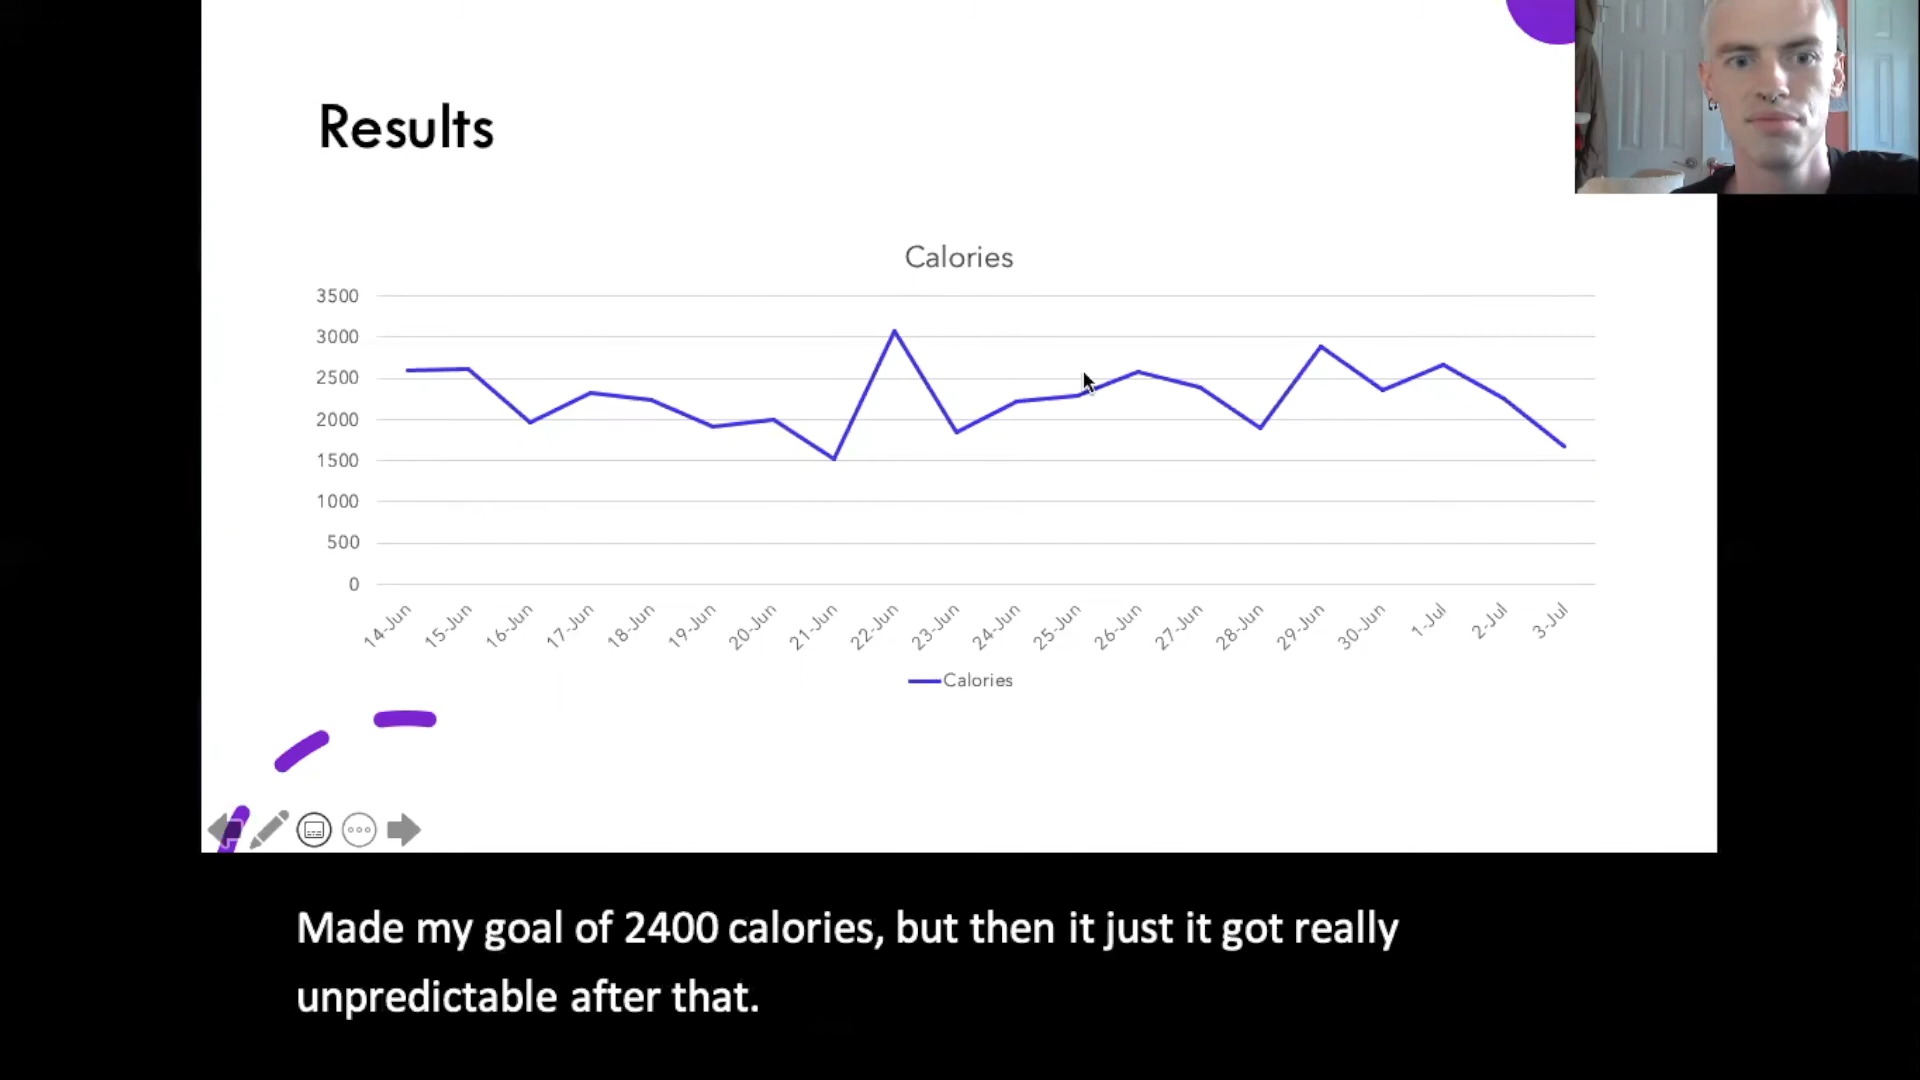 Results
Calories
3500
3000
2500
2000
1500
1000
500
0
14-Jun 15-Jun 16-Jun 17-Jun 18-Jun 19-Jun 20-Jun 21-Jun 22-Jun 23-Jun 24-Jun 25-Jun 26-Jun 27-Jun 28-Jun 29-Jun 30-Jun 1-Jul 2-Jul 3-Jul
Calories
Made my goal of 2400 calories, but then it just it got really
unpredictable after that.